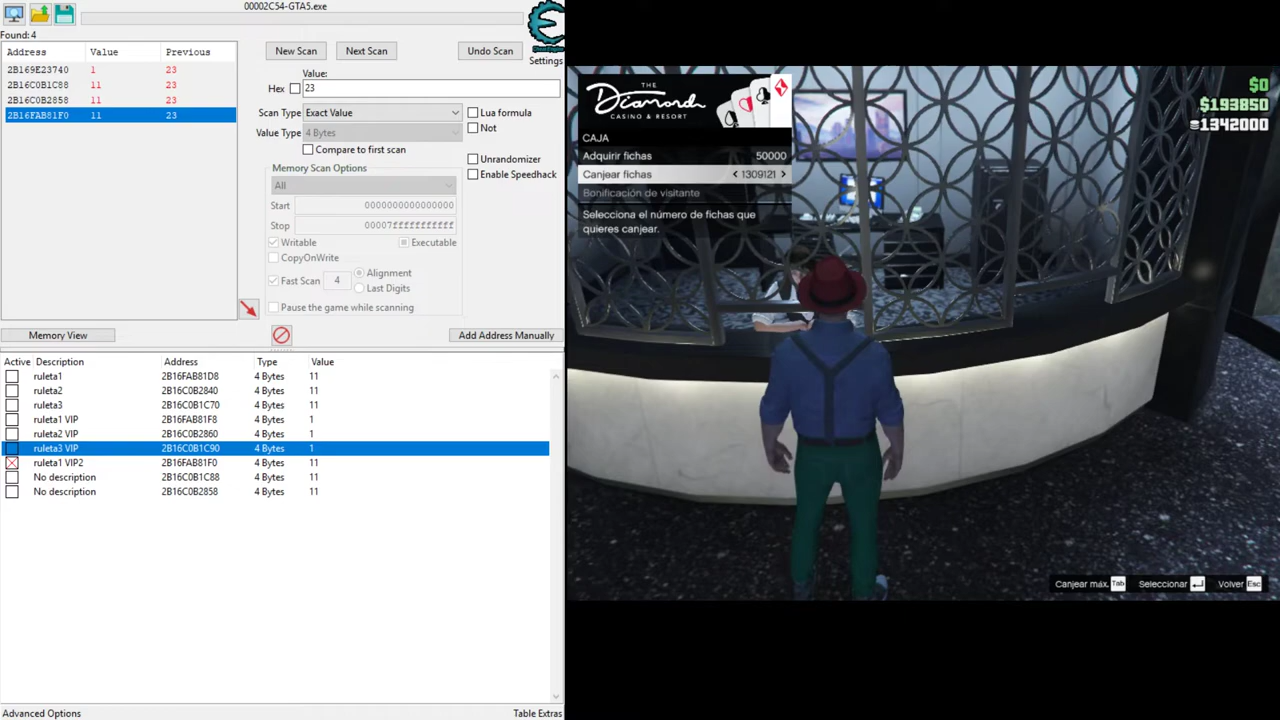 00002C54-GTA5.exe
Found: 4
Address Value Previous
2B169E23740 1 23
2B16C0B1C88 11 23
2B16C0B2858 11 23
2B16FAB81F0 11 23
New Scan Next Scan Undo Scan
Settings
Value:
Hex 23
Scan Type Exact Value Lua formula
Not
Value Type 4 Bytes
Compare to first scan
Unrandomizer
Enable Speedhack
Memory Scan Options
All
Start 0000000000000000
Stop 00007fffffffffff
Writable Executable
CopyOnWrite
Fast Scan 4 Alignment
Last Digits
Pause the game while scanning
Memory View Add Address Manually
Active Description Address Type Value
ruleta1 2B16FAB81D8 4 Bytes 11
ruleta2 2B16C0B2840 4 Bytes 11
ruleta3 2B16C0B1C70 4 Bytes 11
ruleta1 VIP 2B16FAB81F8 4 Bytes 1
ruleta2 VIP 2B16C0B2860 4 Bytes 1
ruleta3 VIP 2B16C0B1C90 4 Bytes 1
ruleta1 VIP2 2B16FAB81F0 4 Bytes 11
No description 2B16C0B1C88 4 Bytes 11
No description 2B16C0B2858 4 Bytes 11
Advanced Options Table Extras
THE
Diamond
CASINO & RESORT
CAJA
Adquirir fichas 50000
Canjear fichas 1309121
Bonificación de visitante
Selecciona el número de fichas que
quieres canjear.
$0
$193850
1342000
Canjear máx. Tab Seleccionar Volver Esc